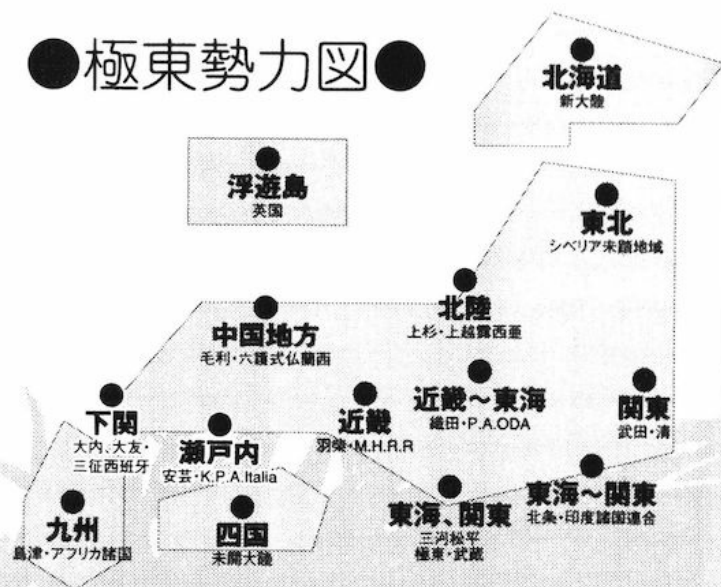 ●極東勢力図●
北海道
新大陸
浮遊島
英国
東北
シベリア未踏地域
北陸
上杉・上越露西亜
中国地方
毛利・六護式仏蘭西
近畿～東海
織田・P.A.ODA
関東
武田・清
下関
大内、大友・
三征西班牙
瀬戸内
安芸・K.P.A.Italia
近畿
羽柴・M.H.R.R
東海～関東
北条・印度諸国連合
東海、関東
三河松平
極東・武蔵
九州
島津・アフリカ諸国
四国
未開大陸